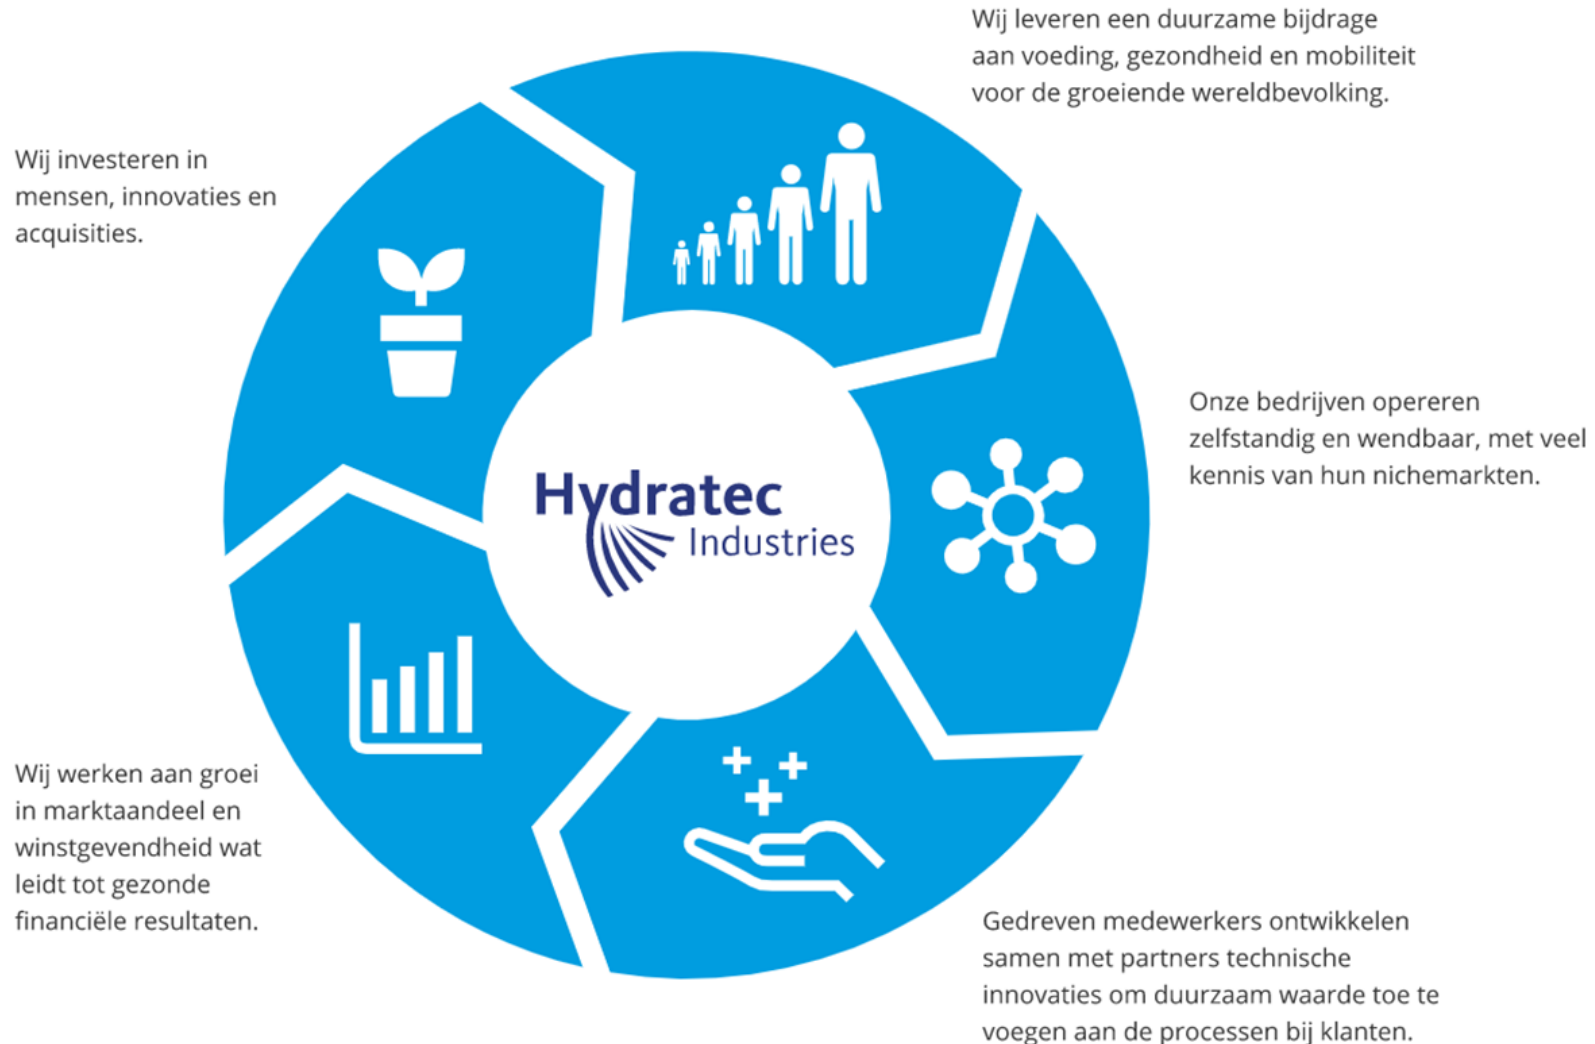 Wij leveren een duurzame bijdrage
aan voeding, gezondheid en mobiliteit
voor de groeiende wereldbevolking.
Wij investeren in
mensen, innovaties en
acquisities.
Onze bedrijven opereren
zelfstandig en wendbaar, met veel
kennis van hun nichemarkten.
Hydratec
Industries
Wij werken aan groei
in marktaandeel en
winstgevendheid wat
leidt tot gezonde
financiële resultaten.
Gedreven medewerkers ontwikkelen
samen met partners technische
innovaties om duurzaam waarde toe te
voegen aan de processen bij klanten.